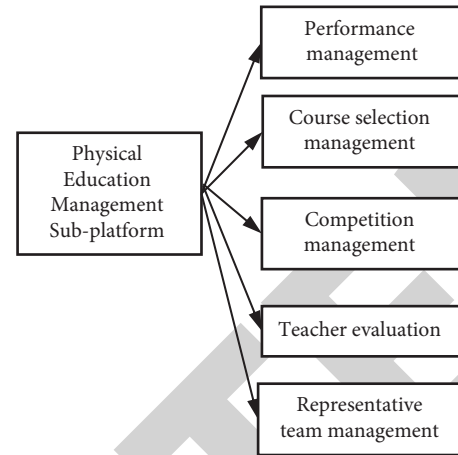 Physical
Education
Management
Sub-platform
Performance
management
Course selection
management
Competition
management
Teacher evaluation
Representative
team management